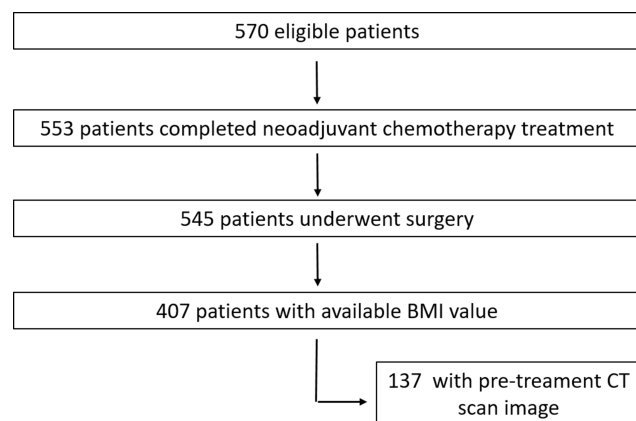 570 eligible patients
553 patients completed neoadjuvant chemotherapy treatment
545 patients underwent surgery
407 patients with available BMI value
137 with pre-treament CT
scan image